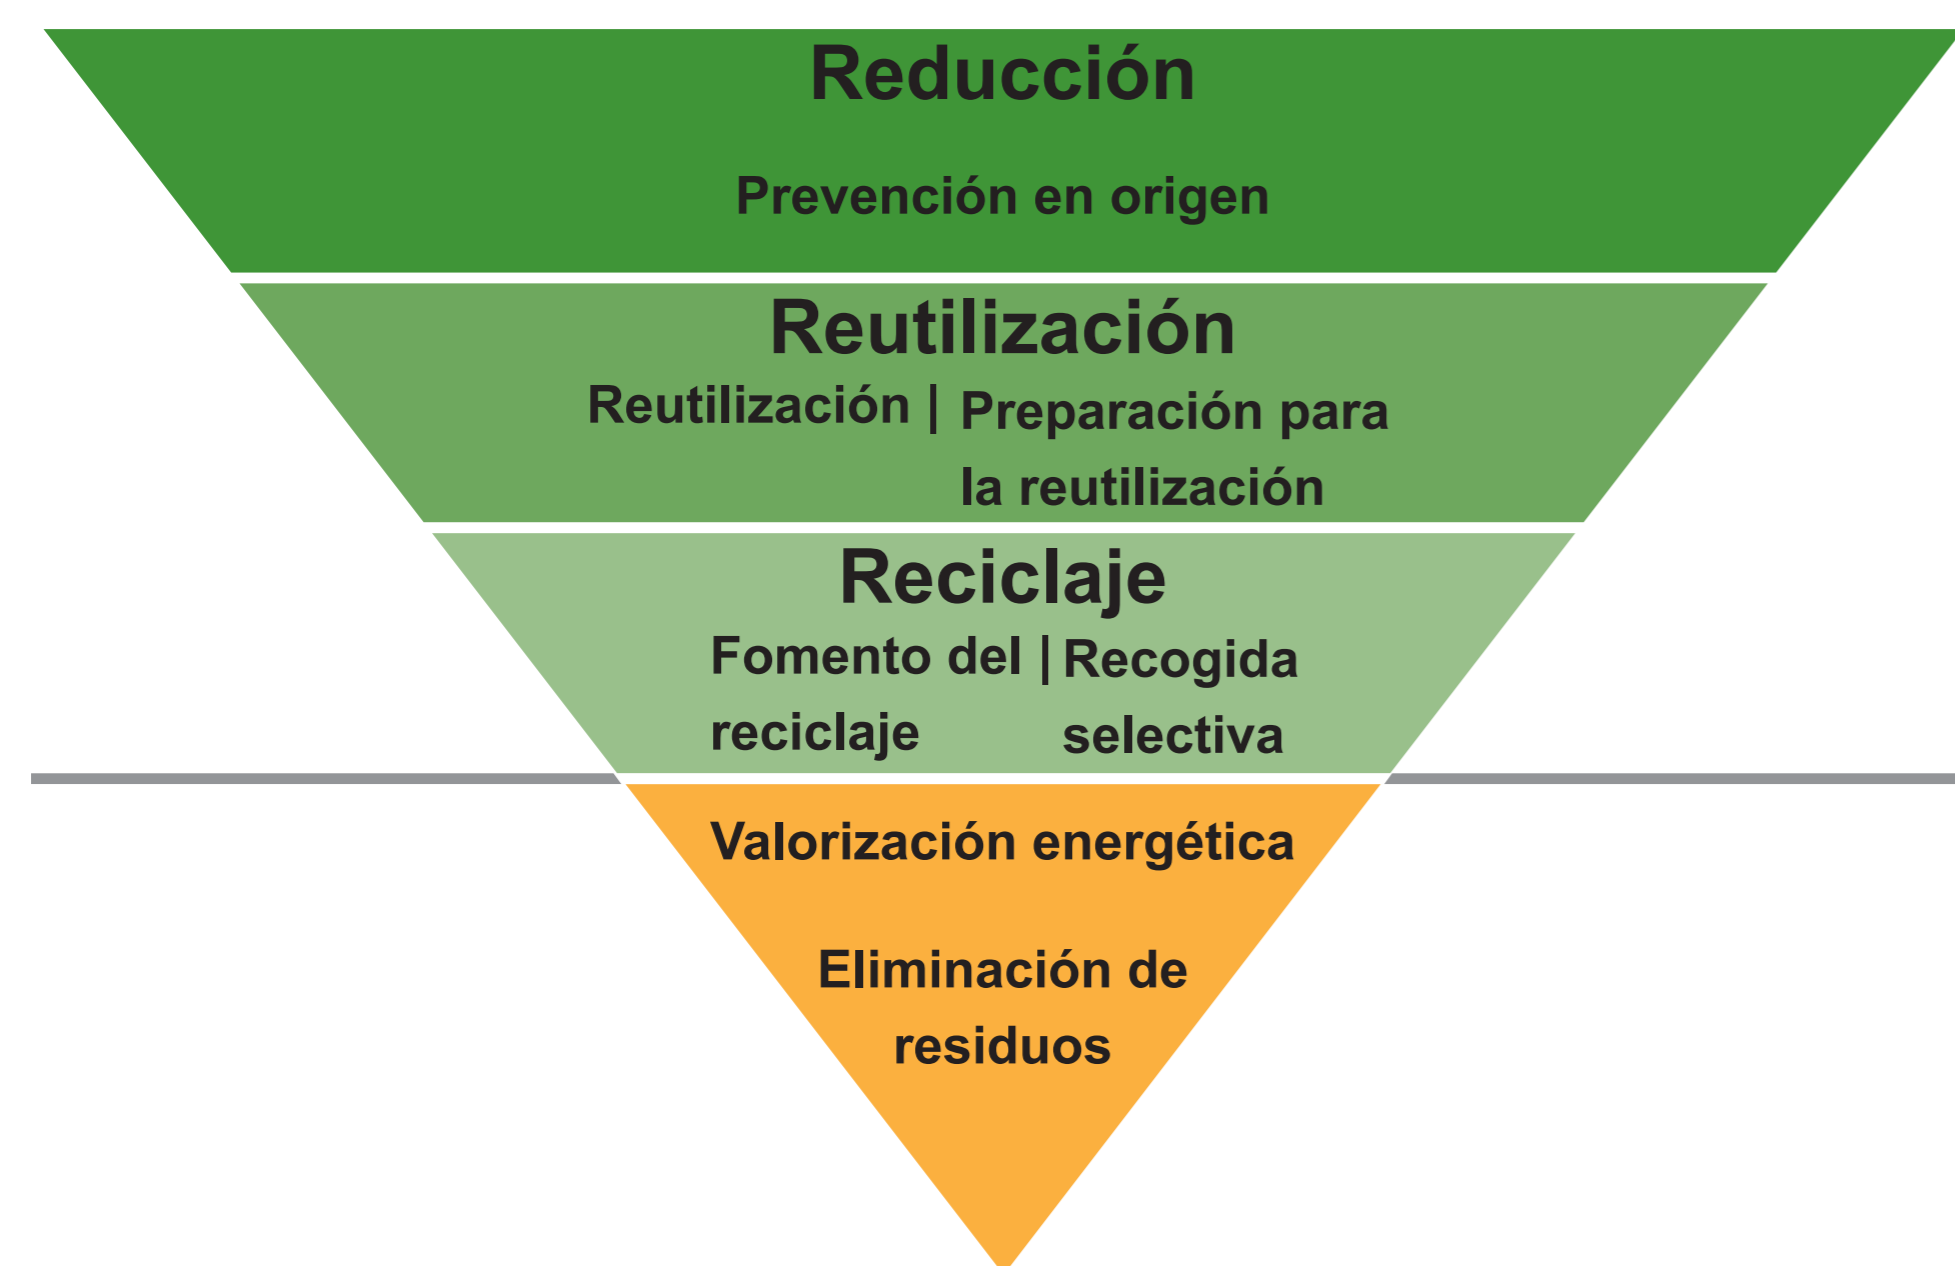 Reducción
Prevención en origen
Reutilización
Reutilización | Preparación para
la reutilización
Reciclaje
Fomento del | Recogida
reciclaje selectiva
Valorización energética
Eliminación de
residuos